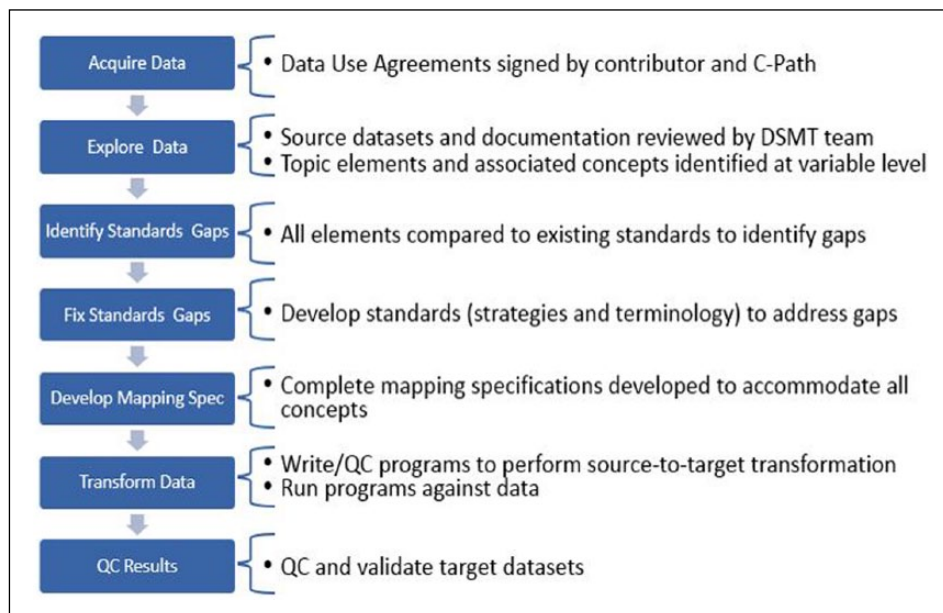 Acquire Data
• Data Use Agreements signed by contributor and C-Path
Explore Data
• Source datasets and documentation reviewed by DSMT team
• Topic elements and associated concepts identified at variable level
Identify Standards Gaps
• All elements compared to existing standards to identify gaps
Fix Standards Gaps
• Develop standards (strategies and terminology) to address gaps
Develop Mapping Spec
• Complete mapping specifications developed to accommodate all
concepts
Transform Data
• Write/QC programs to perform source-to-target transformation
• Run programs against data
QC Results
• QC and validate target datasets